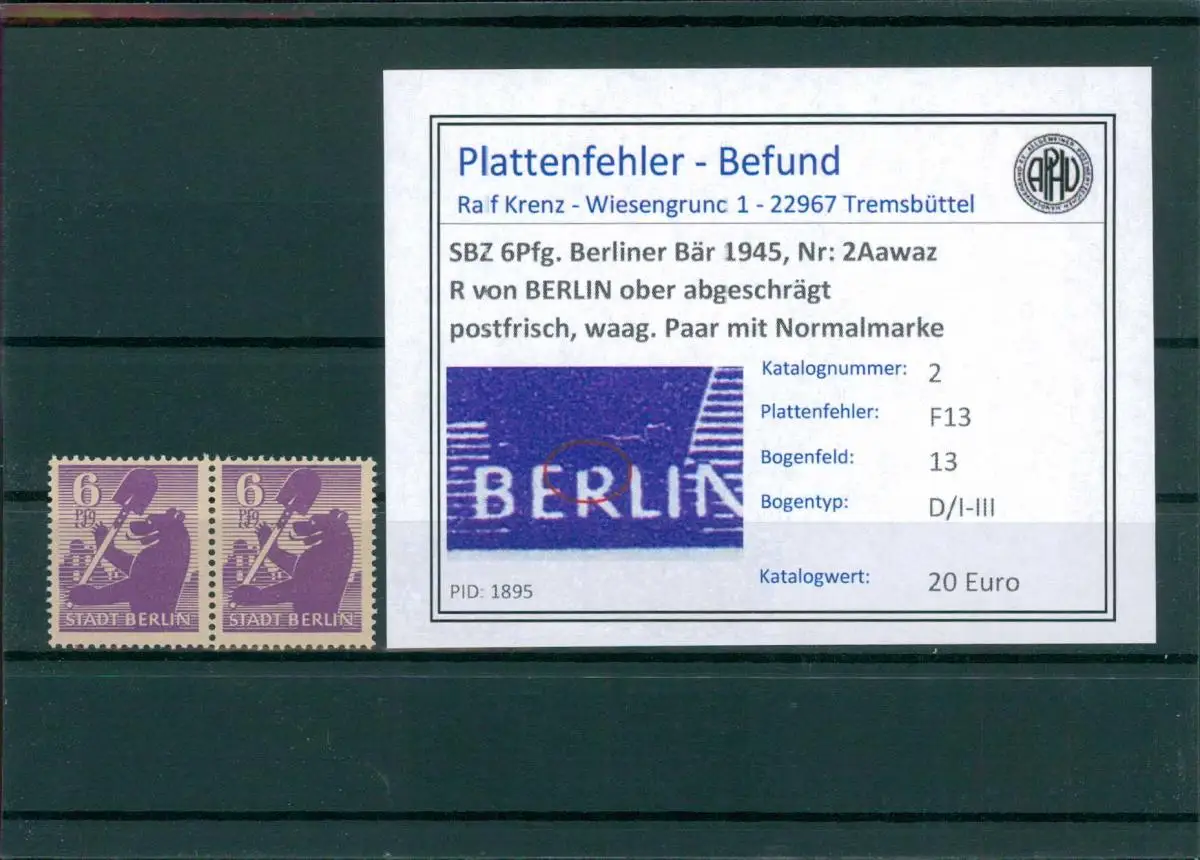 Plattenfehler - Befund
Ralf Krenz - Wiesengrunc 1 - 22967 Tremsbüttel
APHV
SBZ 6Pfg. Berliner Bär 1945, Nr: 2Aawaz
R von BERLIN ober abgeschrägt
postfrisch, waag. Paar mit Normalmarke
BERLIN
Katalognummer: 2
Plattenfehler: F13
Bogenfeld: 13
Bogentyp: D/I-III
Katalogwert: 20 Euro
PID: 1895
6 6
Pfg Pfg
STADT BERLIN STADT BERLIN